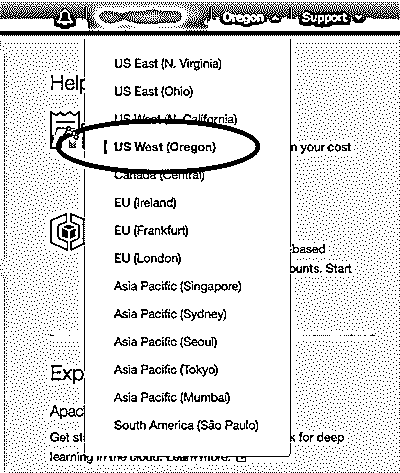 Oregon Support
US East (N. Virginia)
US East (Ohio)
US West (N. California)
US West (Oregon)
Canada (Central)
EU (Ireland)
EU (Frankfurt)
EU (London)
Asia Pacific (Singapore)
Asia Pacific (Sydney)
Asia Pacific (Seoul)
Asia Pacific (Tokyo)
Asia Pacific (Mumbai)
South America (São Paulo)
Help
n your cost
-based
ounts. Start
Exp
Apac
Get st
x for deep
learning in the cloud. Learn more.